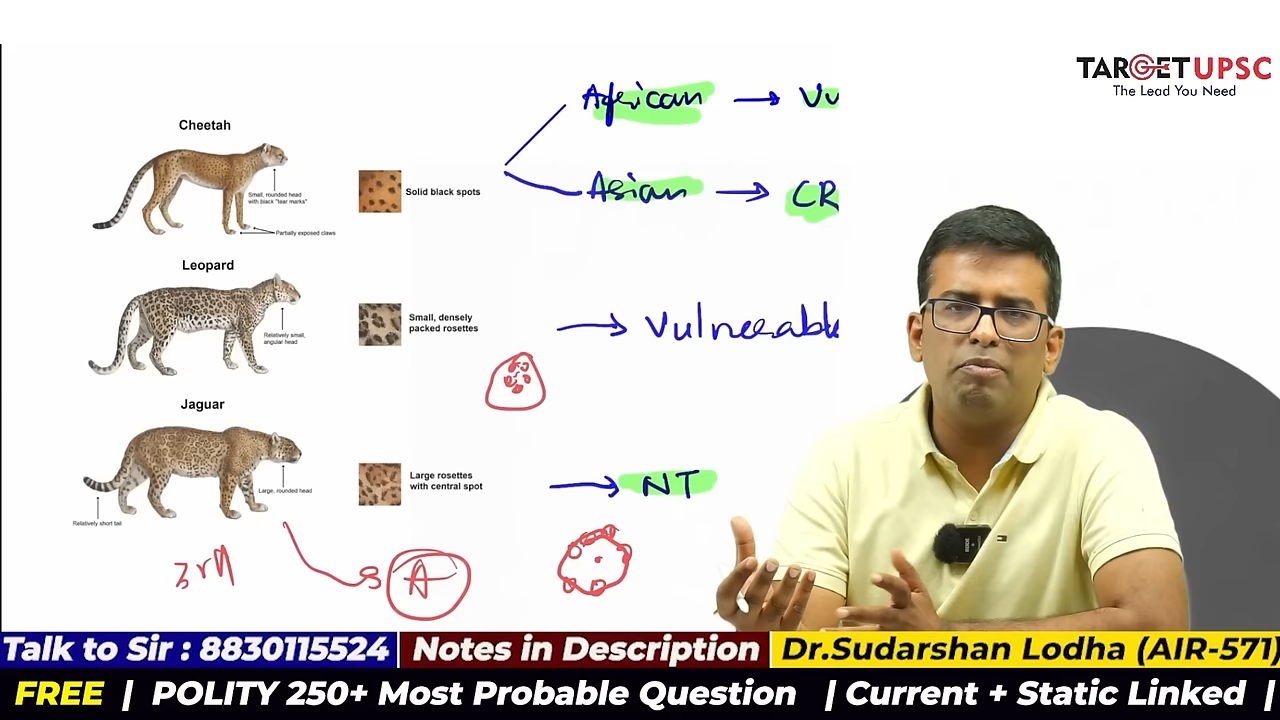 TARGETUPSC
The Lead You Need
Cheetah
Small, rounded head
with black "tear marks"
Partially exposed claws
Solid black spots
African → Vu
Asian → CR
Leopard
Relatively small,
angular head
Small, densely
packed rosettes
→ Vulnerable
Jaguar
Large, rounded head
Relatively short tail
Large rosettes
with central spot
→ NT
3rd
A
Talk to Sir : 8830115524
Notes in Description
Dr.Sudarshan Lodha (AIR-571)
FREE | POLITY 250+ Most Probable Question | Current + Static Linked |